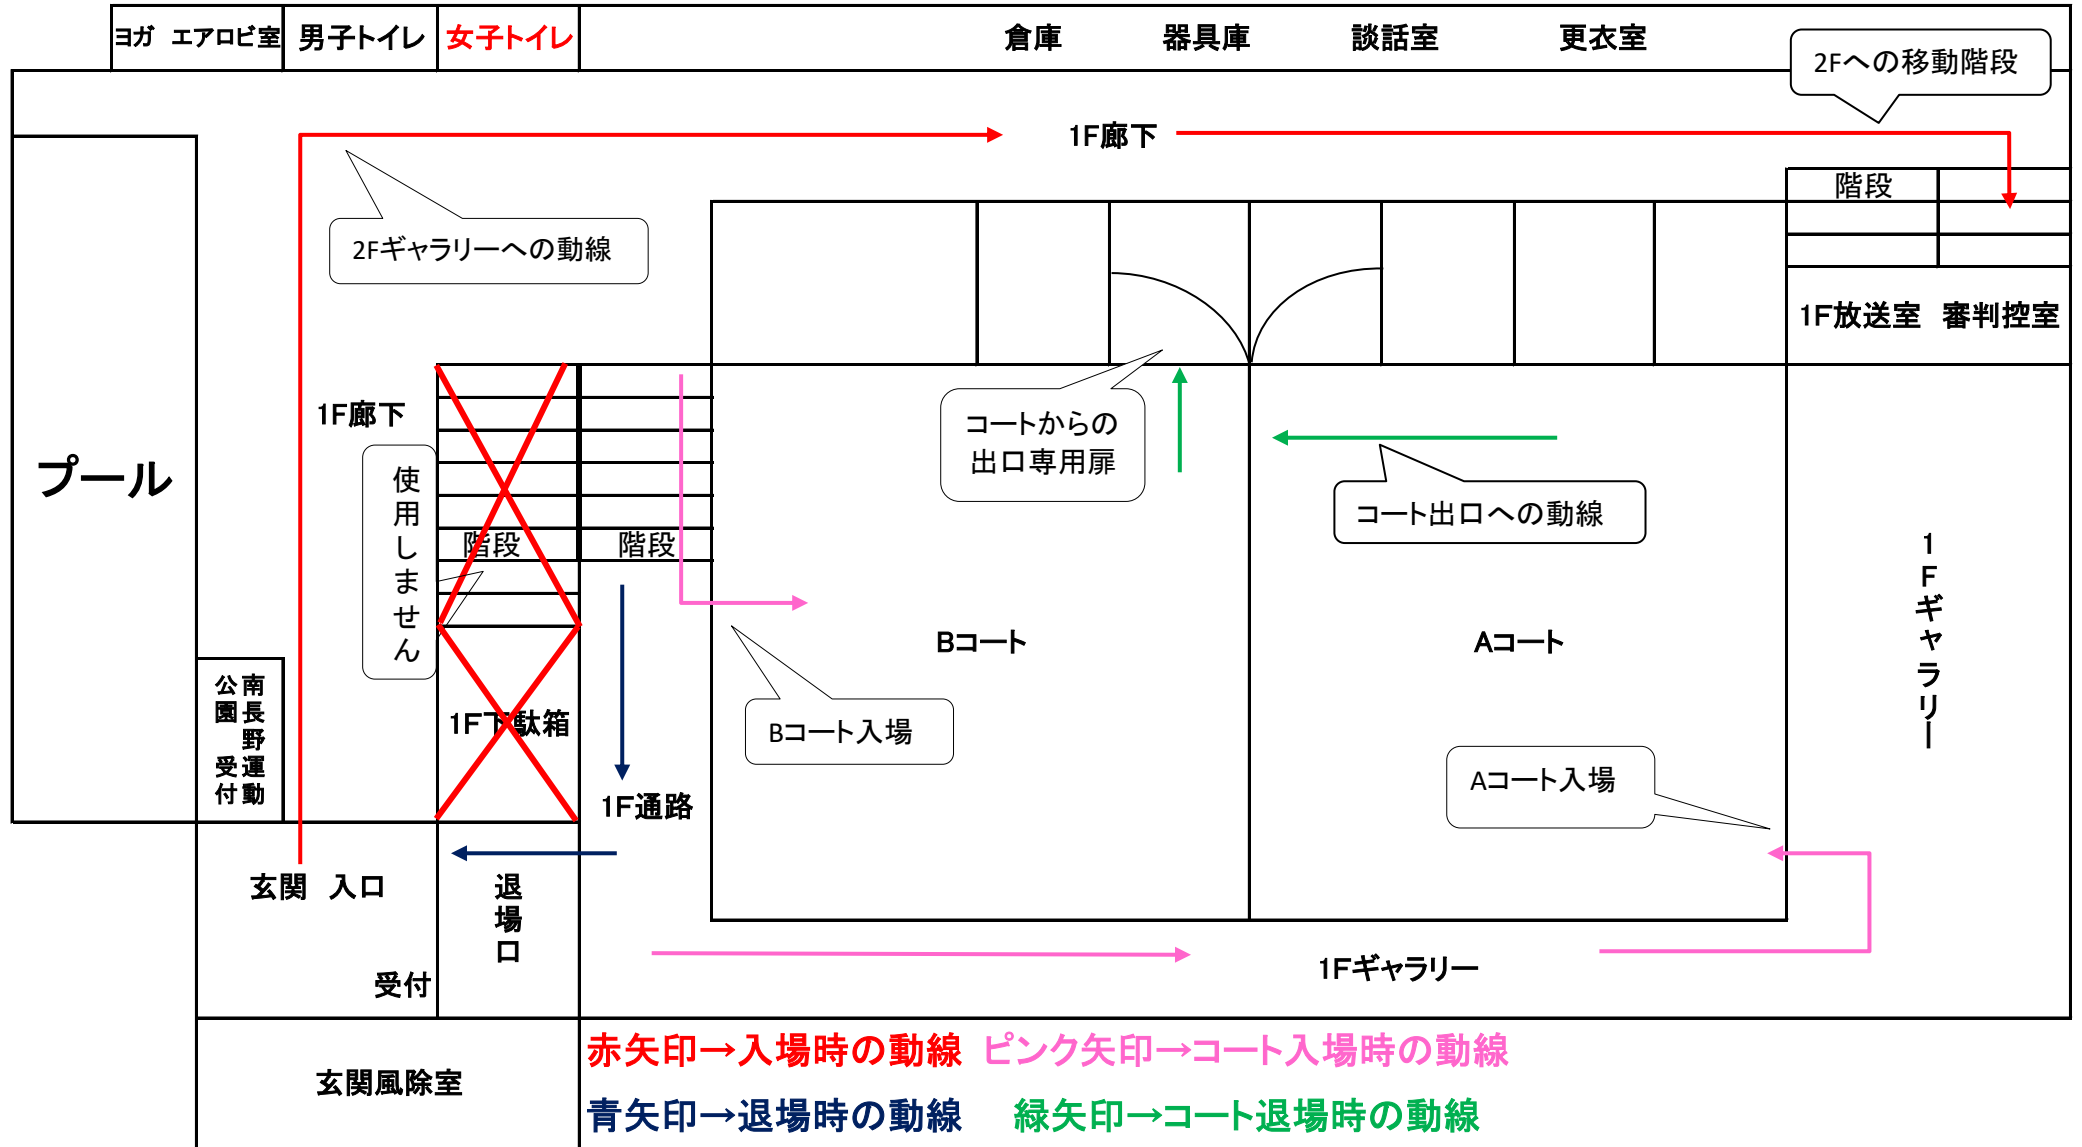 ヨガ エアロビ室 男子トイレ 女子トイレ 倉庫 器具庫 談話室 更衣室
2Fへの移動階段
1F廊下
階段
2Fギャラリーへの動線
1F放送室 審判控室
1F廊下
コートからの
出口専用扉
プール
使用しません
コート出口への動線
階段 階段
1Fギャラリー
Bコート
Aコート
南長野運動
公園 受付
1F下駄箱
Bコート入場
Aコート入場
1F通路
玄関 入口
退場口
1Fギャラリー
受付
赤矢印→入場時の動線 ピンク矢印→コート入場時の動線
玄関風除室
青矢印→退場時の動線 緑矢印→コート退場時の動線